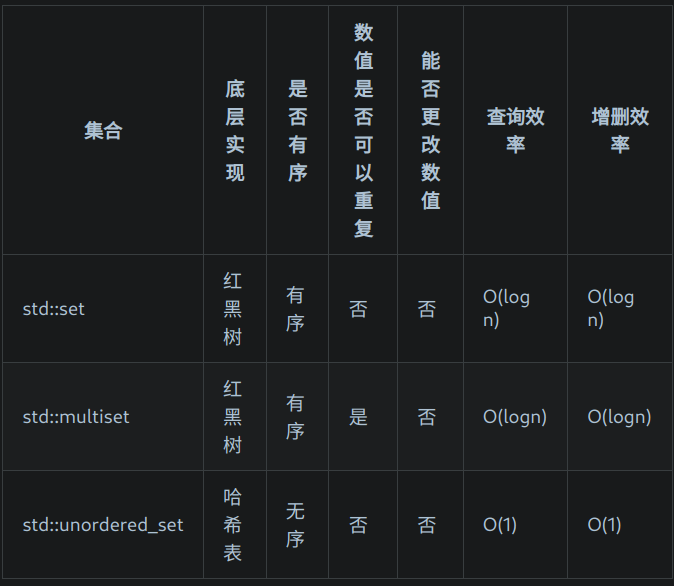 集合
底层实现
是否有序
数值是否可以重复
能否更改数值
查询效
率
增删效
率
std::set
红黑树
有序
否
否
O(log
n)
O(log
n)
std::multiset
红黑树
有序
是
否
O(logn)
O(logn)
std::unordered_set
哈希表
无序
否
否
O(1)
O(1)